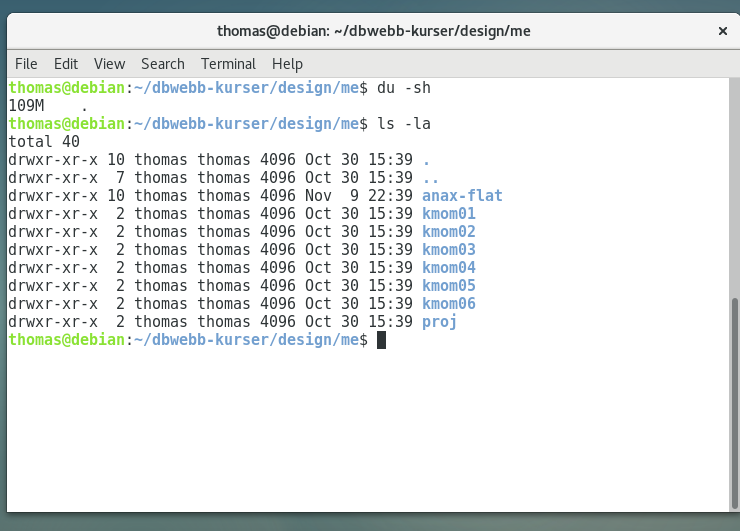 thomas@debian: ~/dbwebb-kurser/design/me ×
File Edit View Search Terminal Help
thomas@debian:~/dbwebb-kurser/design/me$ du -sh
109M    .
thomas@debian:~/dbwebb-kurser/design/me$ ls -la
total 40
drwxr-xr-x 10 thomas thomas 4096 Oct 30 15:39 .
drwxr-xr-x  7 thomas thomas 4096 Oct 30 15:39 ..
drwxr-xr-x 10 thomas thomas 4096 Nov  9 22:39 anax-flat
drwxr-xr-x  2 thomas thomas 4096 Oct 30 15:39 kmom01
drwxr-xr-x  2 thomas thomas 4096 Oct 30 15:39 kmom02
drwxr-xr-x  2 thomas thomas 4096 Oct 30 15:39 kmom03
drwxr-xr-x  2 thomas thomas 4096 Oct 30 15:39 kmom04
drwxr-xr-x  2 thomas thomas 4096 Oct 30 15:39 kmom05
drwxr-xr-x  2 thomas thomas 4096 Oct 30 15:39 kmom06
drwxr-xr-x  2 thomas thomas 4096 Oct 30 15:39 proj
thomas@debian:~/dbwebb-kurser/design/me$